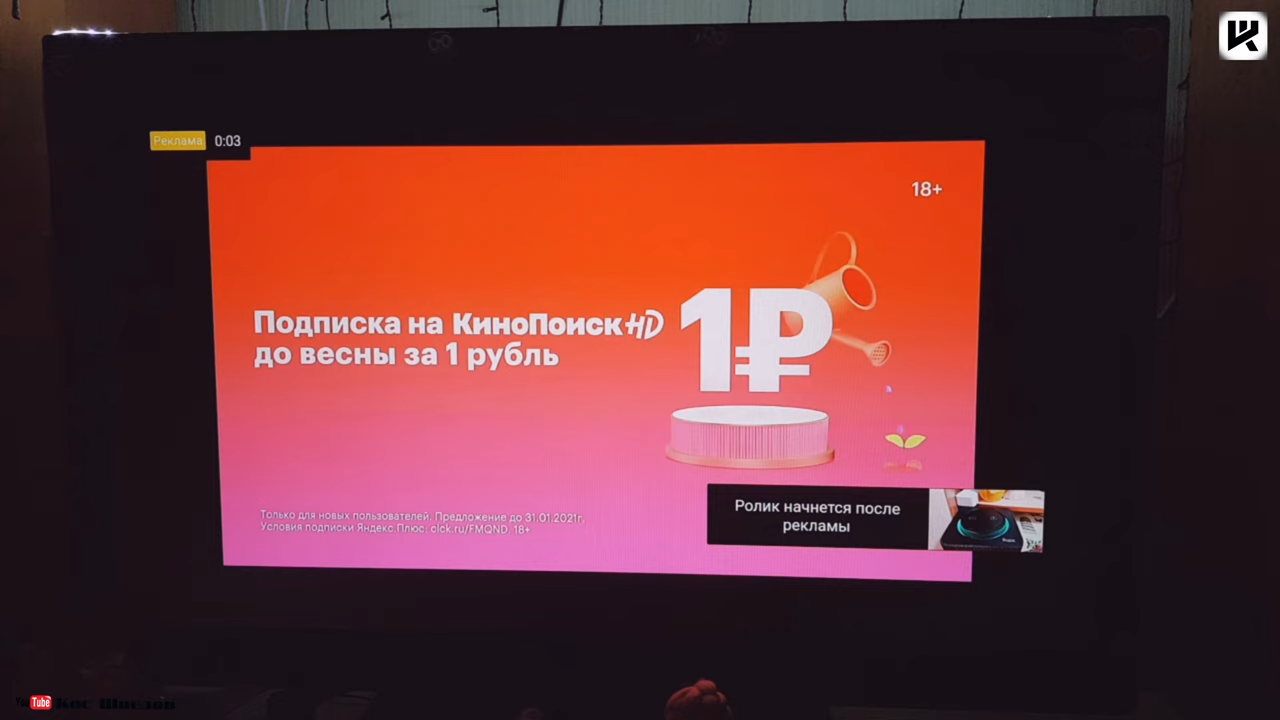 Реклама 0:03
18+
Подписка на КиноПоиск HD
до весны за 1 рубль
1₽
Только для новых пользователей. Предложение до 31.01.2021г.
Условия подписки Яндекс Плюс: clck.ru/FMQND. 18+
Ролик начнется после
рекламы
YouTube